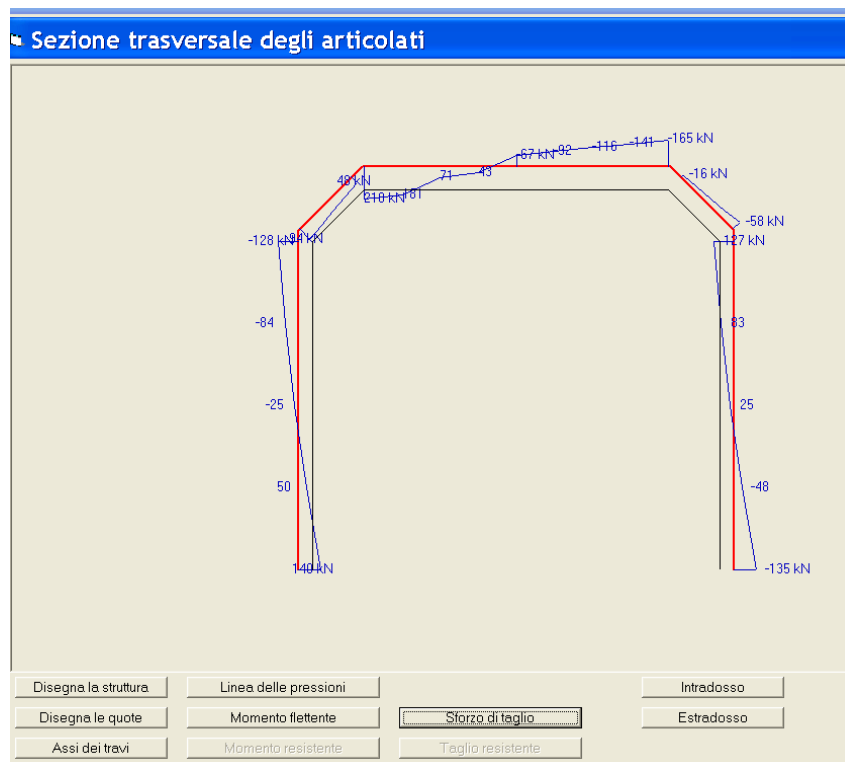 Sezione trasversale degli articolati
-165 kN
-67 kN -92 -116 -141
48 kN 71 43 -16 kN
210 kN 181
-58 kN
-128 kN 94 kN 127 kN
-84 83
-25 25
50 -48
140 kN -135 kN
Disegna la struttura Linea delle pressioni Intradosso
Disegna le quote Momento flettente Sforzo di taglio Estradosso
Assi dei travi Momento resistente Taglio resistente